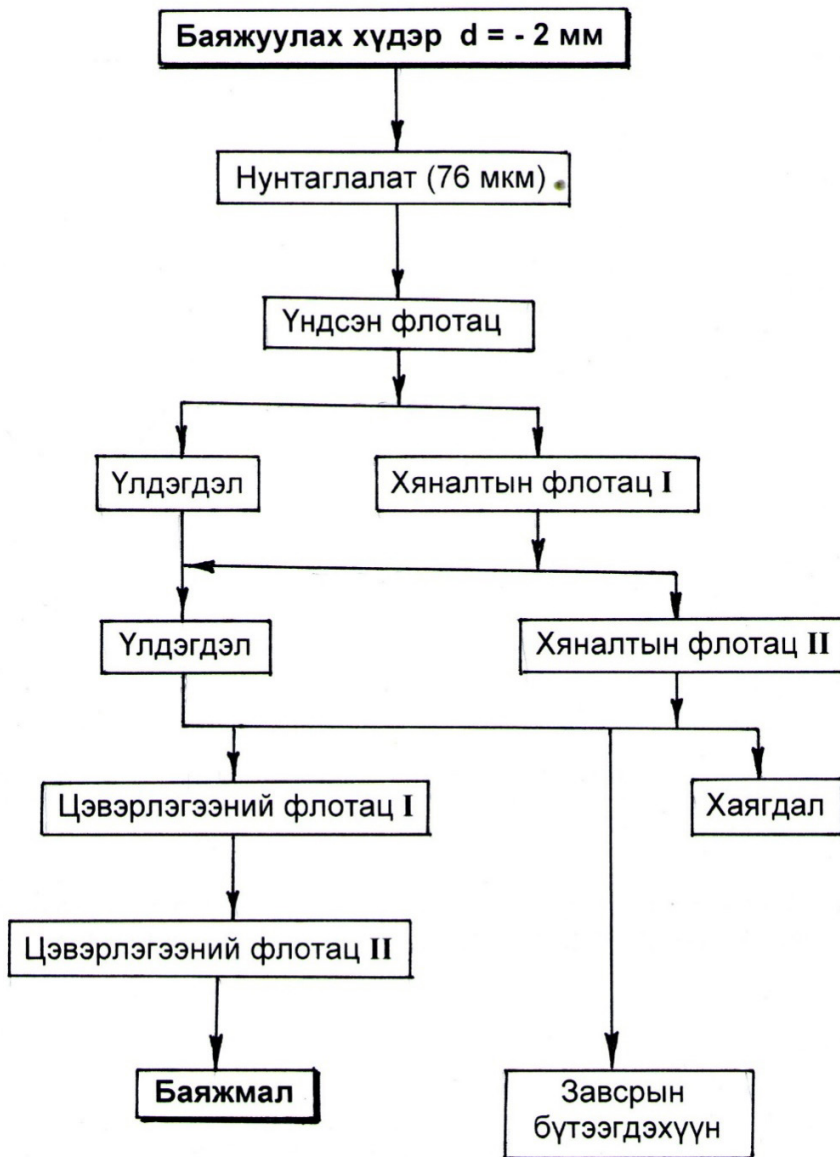 Баяжуулах хүдэр d = - 2 мм
Нунтаглалат (76 мкм)
Үндсэн флотац
Үлдэгдэл
Хяналтын флотац I
Үлдэгдэл
Хяналтын флотац II
Цэвэрлэгээний флотац I
Хаягдал
Цэвэрлэгээний флотац II
Баяжмал
Завсрын
бүтээгдэхүүн